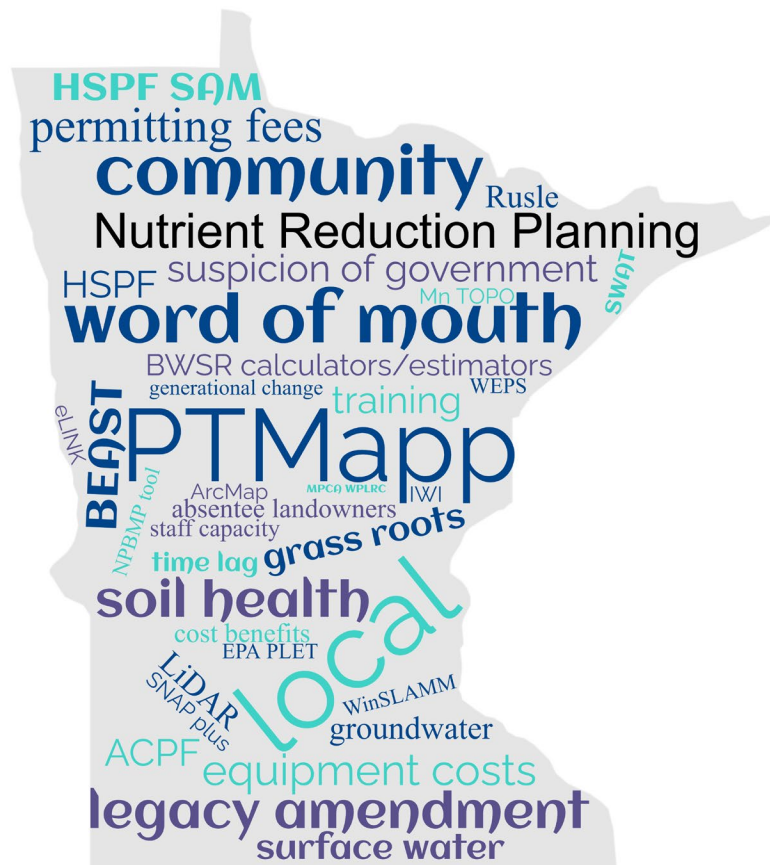 HSPF SAM
permitting fees
community
Rusle
Nutrient Reduction Planning
suspicion of government
SWAT
HSPF
Mn TOPO
word of mouth
BWSR calculators/estimators
generational change
WEPS
training
eLINK
BEAST
PTMapp
NPBMP tool
ArcMap
MPCA WPLRC
IWI
absentee landowners
staff capacity
grass roots
time lag
soil health
local
cost benefits
EPA PLET
LiDAR
SNAP plus
WinSLAMM
groundwater
ACPF
equipment costs
legacy amendment
surface water